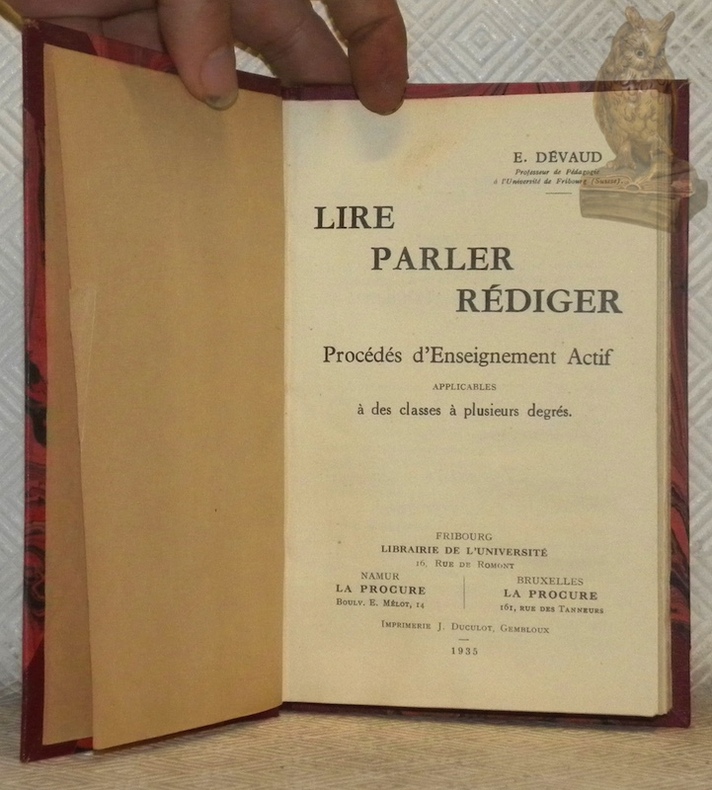 E. DÉVAUD
Professeur de Pédagogie
à l'Université de Fribourg (Suisse).
LIRE
PARLER
RÉDIGER
Procédés d'Enseignement Actif
APPLICABLES
à des classes à plusieurs degrés.
FRIBOURG
LIBRAIRIE DE L'UNIVERSITÉ
16, RUE DE ROMONT
NAMUR
LA PROCURE
BOULV. E. MÉLOT, 14
BRUXELLES
LA PROCURE
161, RUE DES TANNEURS
IMPRIMERIE J. DUCULOT, GEMBLOUX
1935